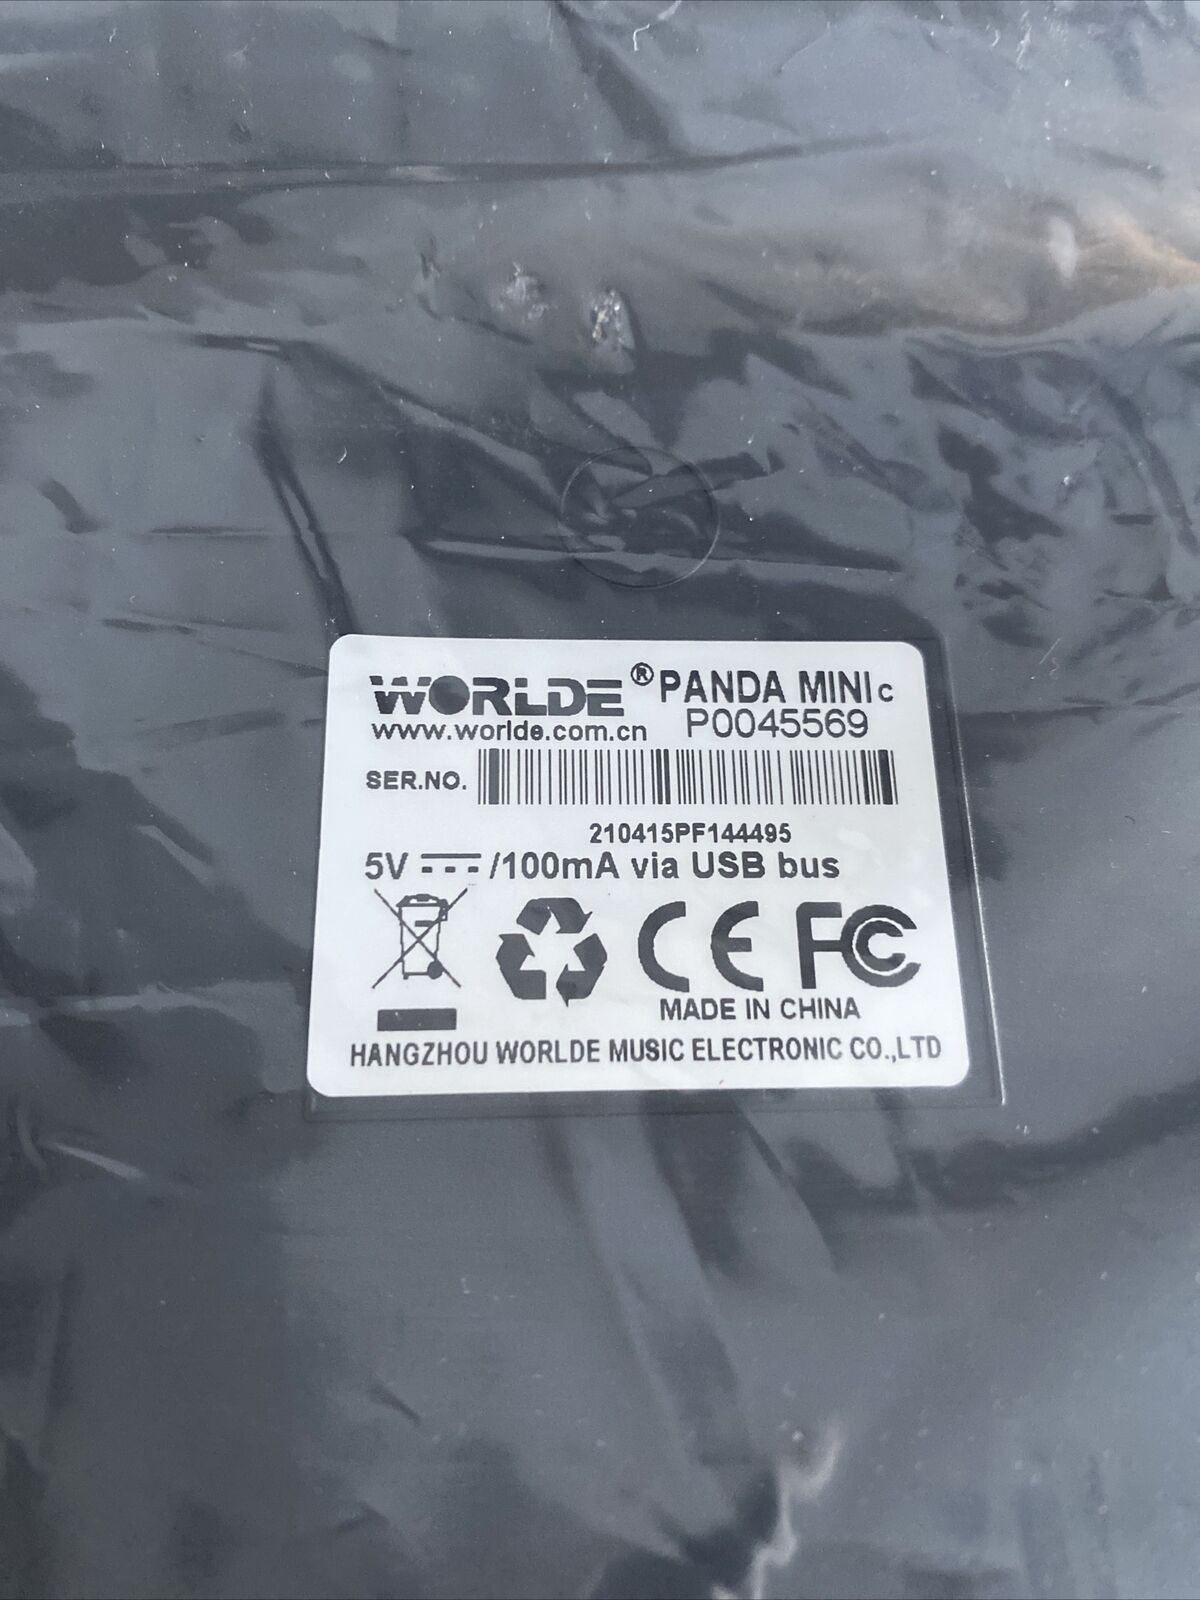 WORLDE® PANDA MINI c
www.worlde.com.cn P0045569
SER.NO.
210415PF144495
5V ⎓/100mA via USB bus
CE FC
MADE IN CHINA
HANGZHOU WORLDE MUSIC ELECTRONIC CO.,LTD